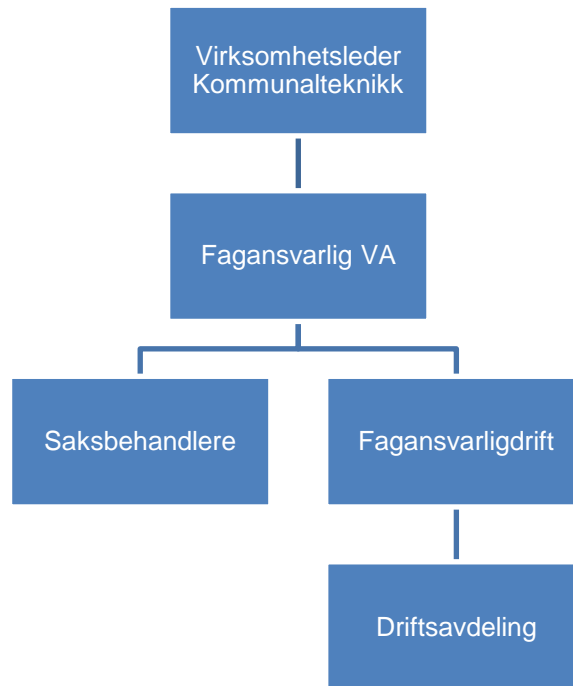 Virksomhetsleder
Kommunalteknikk
Fagansvarlig VA
Saksbehandlere
Fagansvarligdrift
Driftsavdeling